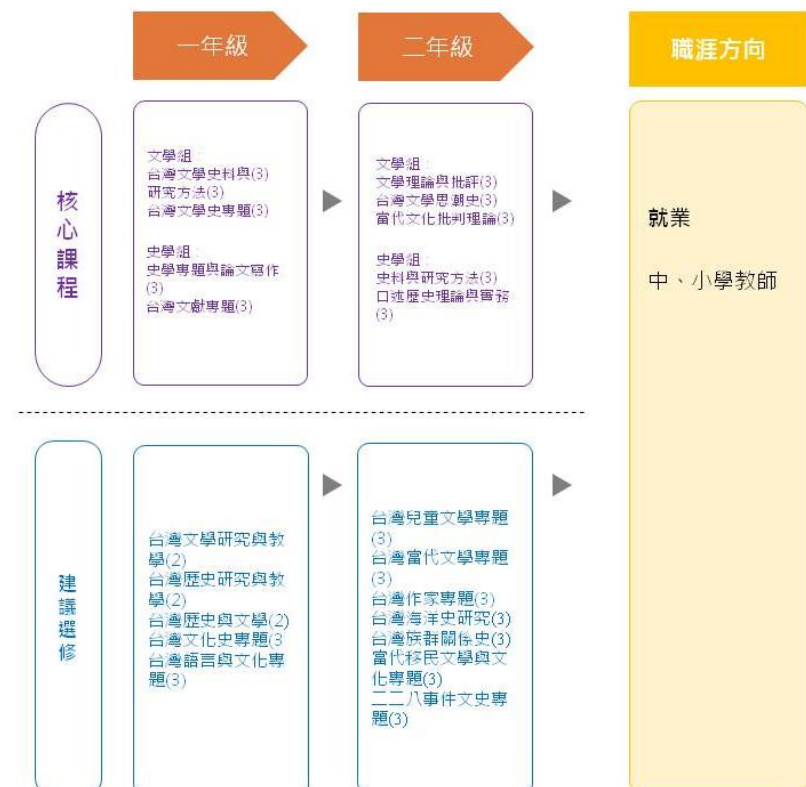 一年級
二年級
職涯方向
核心課程
文學組：
台灣文學史料與(3)
研究方法(3)
台灣文學史專題(3)
史學組：
史學專題與論文寫作
(3)
台灣文獻專題(3)
文學組：
文學理論與批評(3)
台灣文學思潮史(3)
當代文化批判理論(3)
史學組：
史料與研究方法(3)
口述歷史理論與實務
(3)
就業
中、小學教師
建議選修
台灣文學研究與教
學(2)
台灣歷史研究與教
學(2)
台灣歷史與文學(2)
台灣文化史專題(3
台灣語言與文化專
題(3)
台灣兒童文學專題
(3)
台灣當代文學專題
(3)
台灣作家專題(3)
台灣海洋史研究(3)
台灣族群關係史(3)
當代移民文學與文
化專題(3)
二二八事件文史專
題(3)